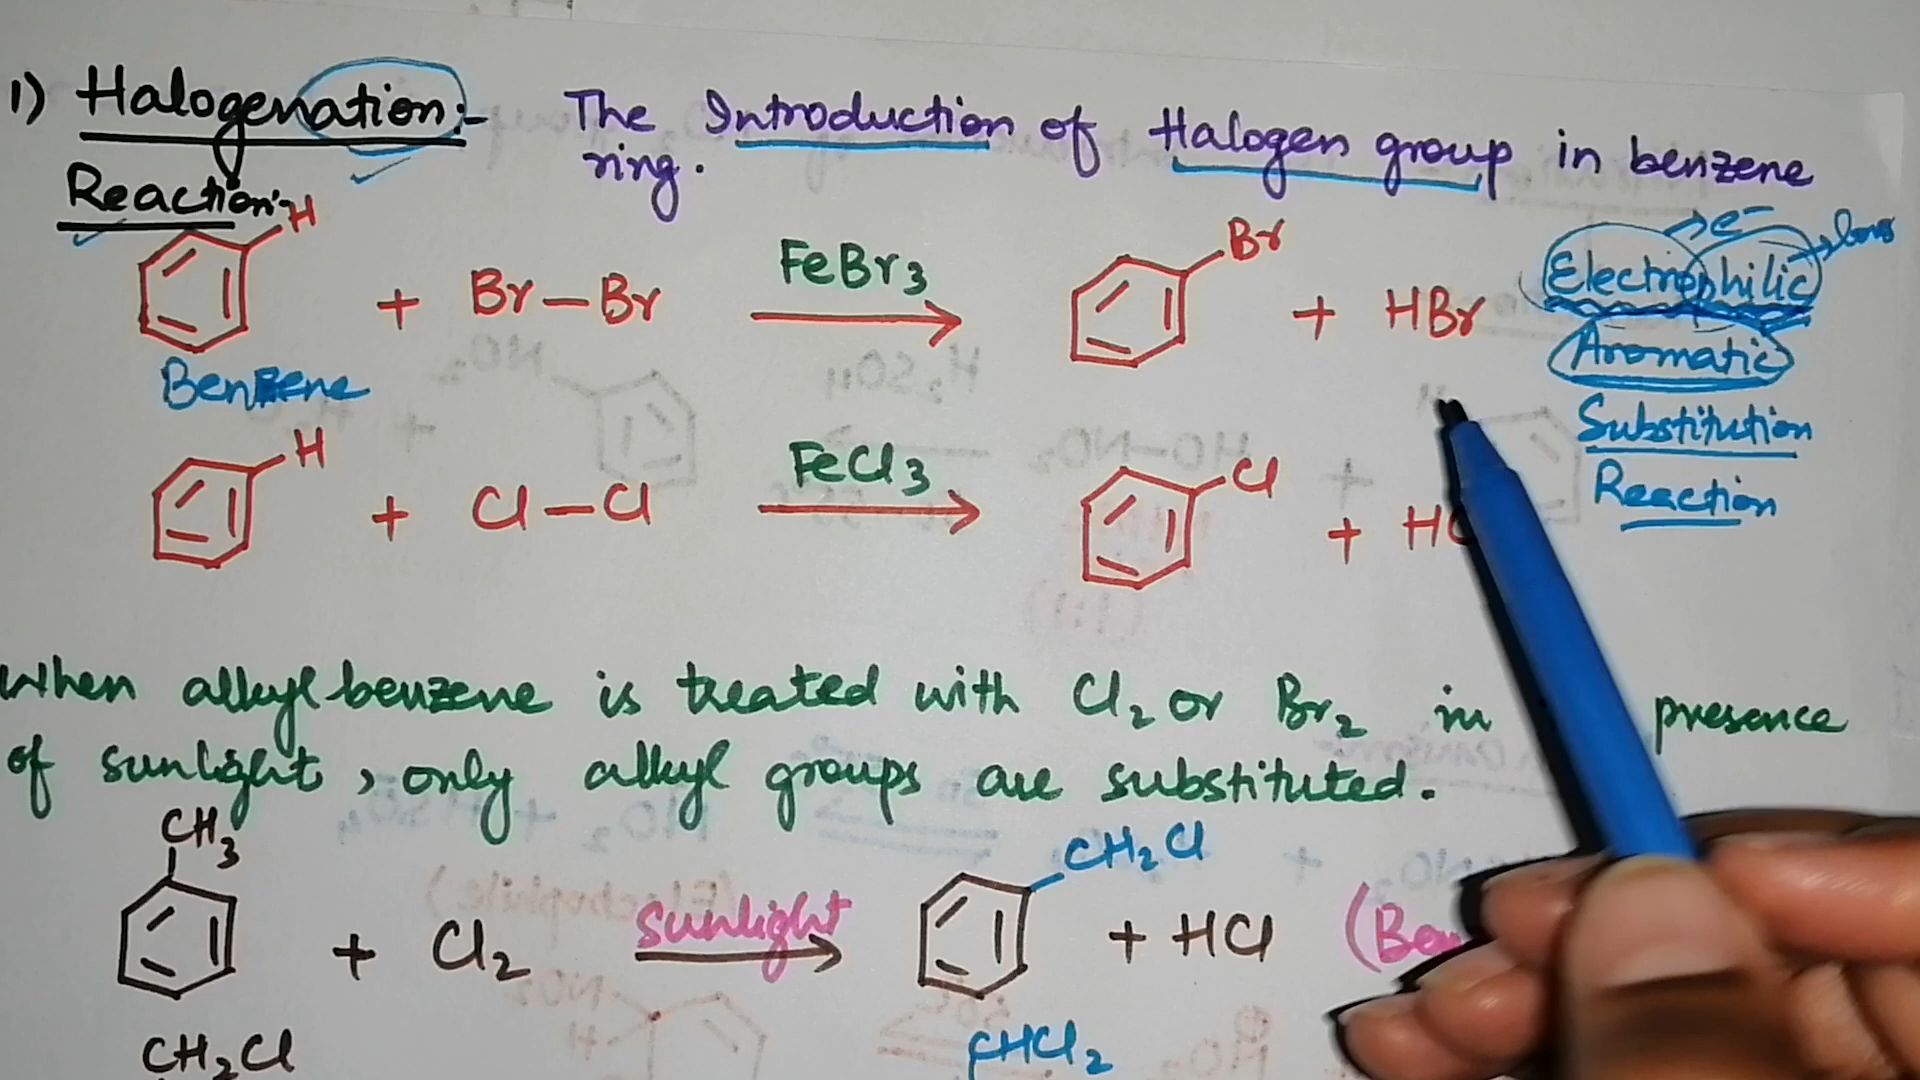 1) Halogenation:- The Introduction of Halogen group in benzene
Reaction:- ring.
H Br Electrophilic → e⁻ → loves
+ Br—Br FeBr3 + HBr Aromatic
Benzene Substitution
H + Cl—Cl FeCl3 Cl + H Reaction
When alkyl benzene is treated with Cl2 or Br2 in presence
of sunlight, only alkyl groups are substituted.
CH3 CH2Cl
+ Cl2 Sunlight + HCl (Ben
CH2Cl CHCl2